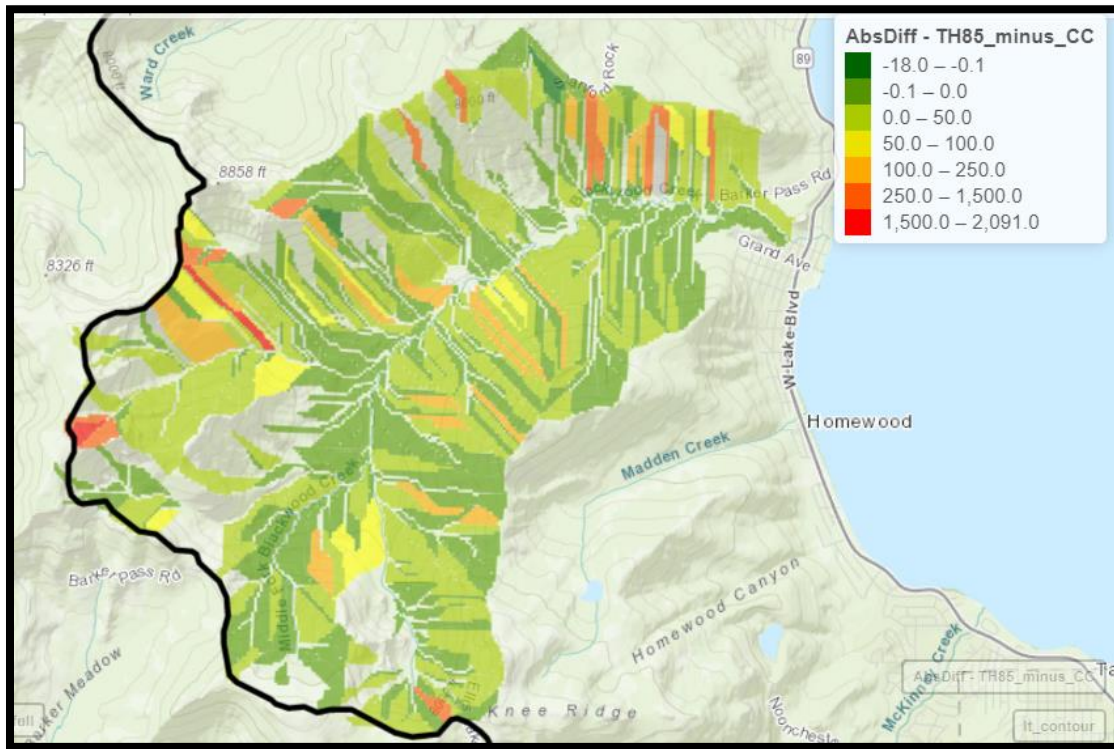 AbsDiff - TH85_minus_CC
-18.0 – -0.1
-0.1 – 0.0
0.0 – 50.0
50.0 – 100.0
100.0 – 250.0
250.0 – 1,500.0
1,500.0 – 2,091.0
89
Ward Creek
8858 ft
8326 ft
Rock
Blackwood Creek
Barker Pass Rd
Grand Ave
W-Lake-Blvd
Homewood
Madden Creek
Middle Fork Blackwood Creek
Barker Pass Rd
Homewood Canyon
Knee Ridge
McKinney Creek
AbsDiff - TH85_minus_CC
lt_contour